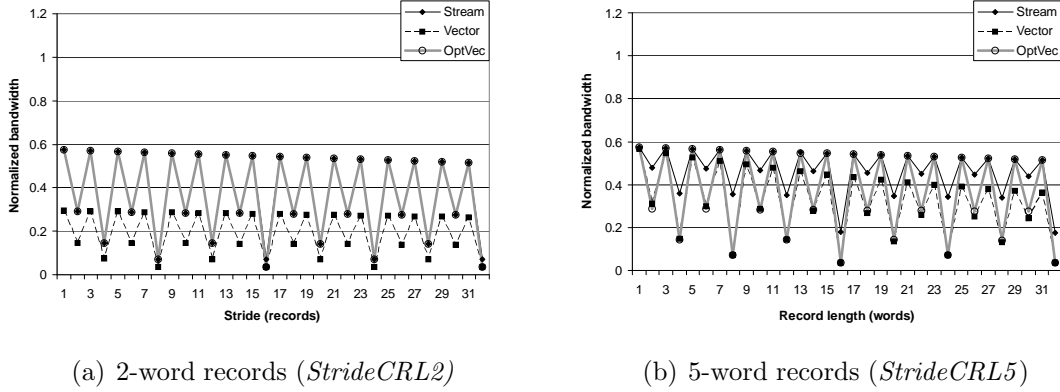 1.2
1
0.8
0.6
0.4
0.2
0
Normalized bandwidth
1 3 5 7 9 11 13 15 17 19 21 23 25 27 29 31
Stride (records)
Stream
Vector
OptVec
(a) 2-word records (StrideCRL2)
1.2
1
0.8
0.6
0.4
0.2
0
Normalized bandwidth
1 3 5 7 9 11 13 15 17 19 21 23 25 27 29 31
Record length (words)
Stream
Vector
OptVec
(b) 5-word records (StrideCRL5)